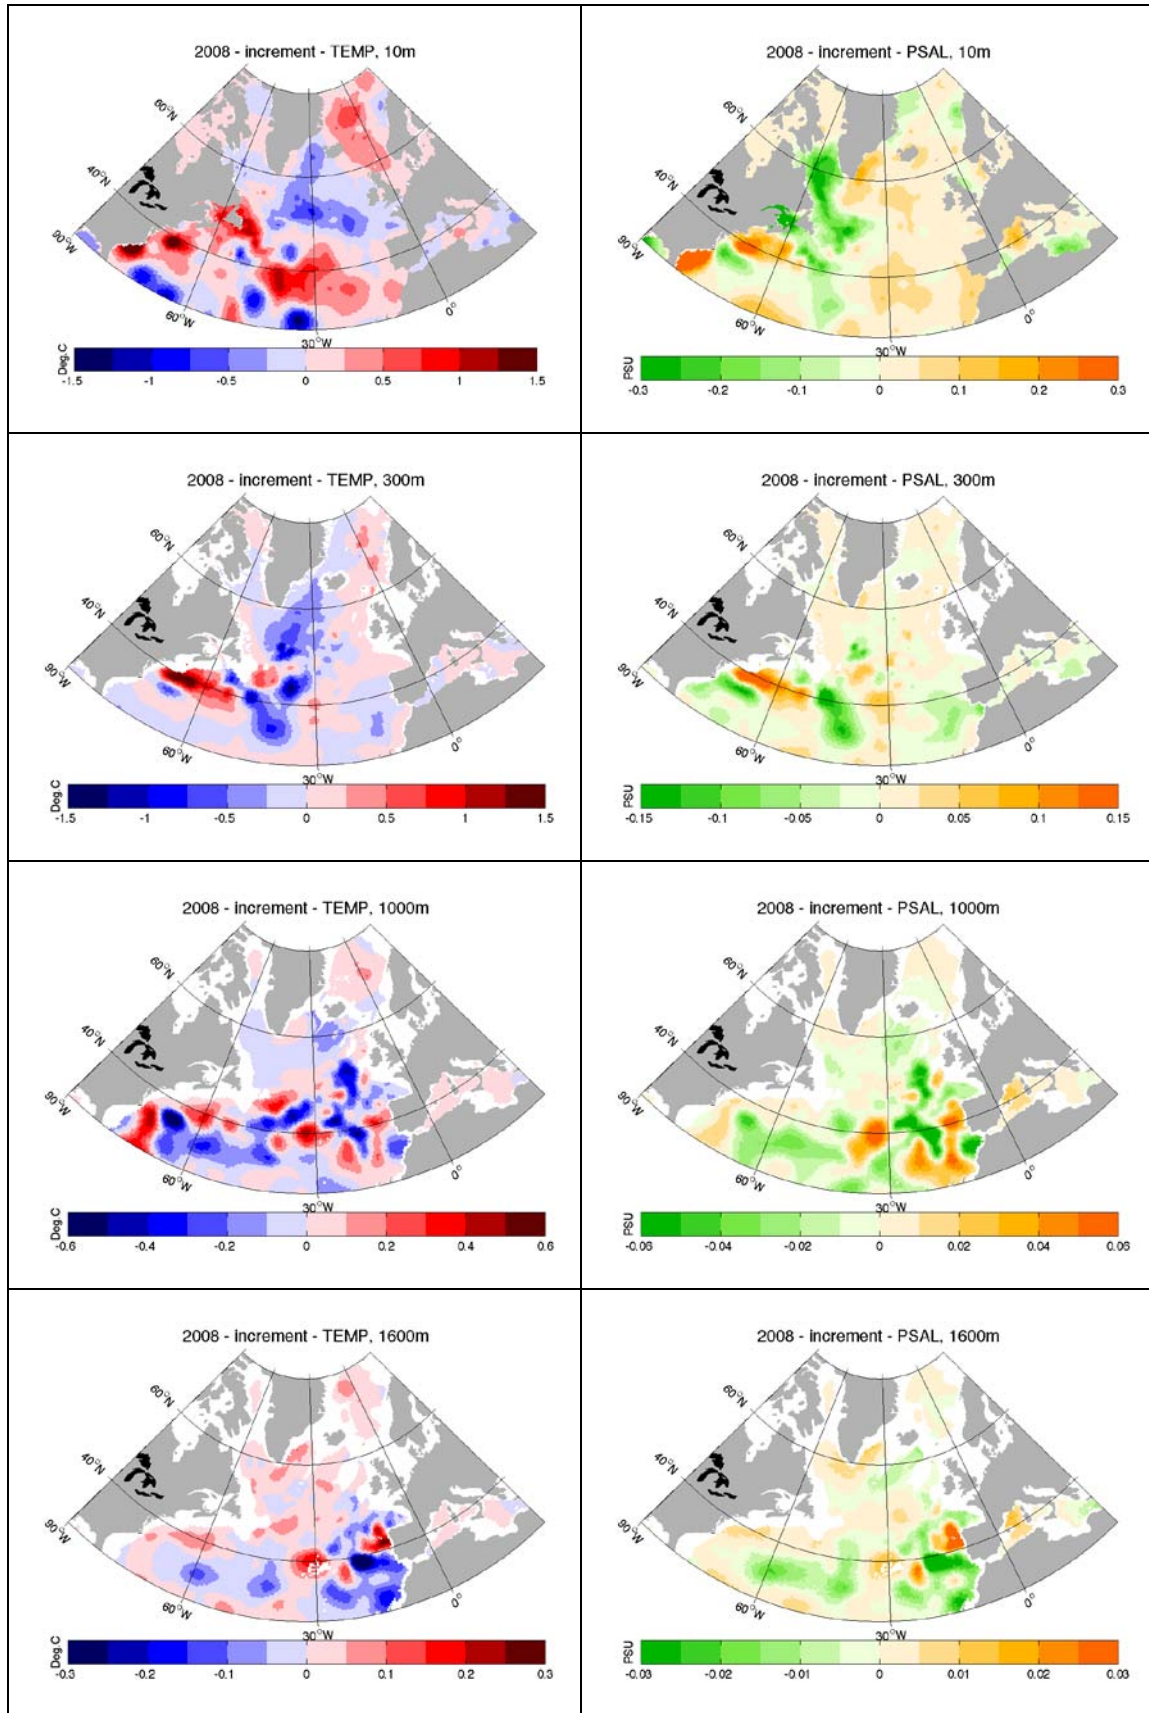 2008 - increment - TEMP, 10m
60°N
40°N
90°W
60°W
30°W
0°
Deg.C
-1.5 -1 -0.5 0 0.5 1 1.5
2008 - increment - PSAL, 10m
60°N
40°N
90°W
60°W
30°W
0°
PSU
-0.3 -0.2 -0.1 0 0.1 0.2 0.3
2008 - increment - TEMP, 300m
60°N
40°N
90°W
60°W
30°W
0°
Deg.C
-1.5 -1 -0.5 0 0.5 1 1.5
2008 - increment - PSAL, 300m
60°N
40°N
90°W
60°W
30°W
0°
PSU
-0.15 -0.1 -0.05 0 0.05 0.1 0.15
2008 - increment - TEMP, 1000m
60°N
40°N
90°W
60°W
30°W
0°
Deg.C
-0.6 -0.4 -0.2 0 0.2 0.4 0.6
2008 - increment - PSAL, 1000m
60°N
40°N
90°W
60°W
30°W
0°
PSU
-0.06 -0.04 -0.02 0 0.02 0.04 0.06
2008 - increment - TEMP, 1600m
60°N
40°N
90°W
60°W
30°W
0°
Deg.C
-0.3 -0.2 -0.1 0 0.1 0.2 0.3
2008 - increment - PSAL, 1600m
60°N
40°N
90°W
60°W
30°W
0°
PSU
-0.03 -0.02 -0.01 0 0.01 0.02 0.03